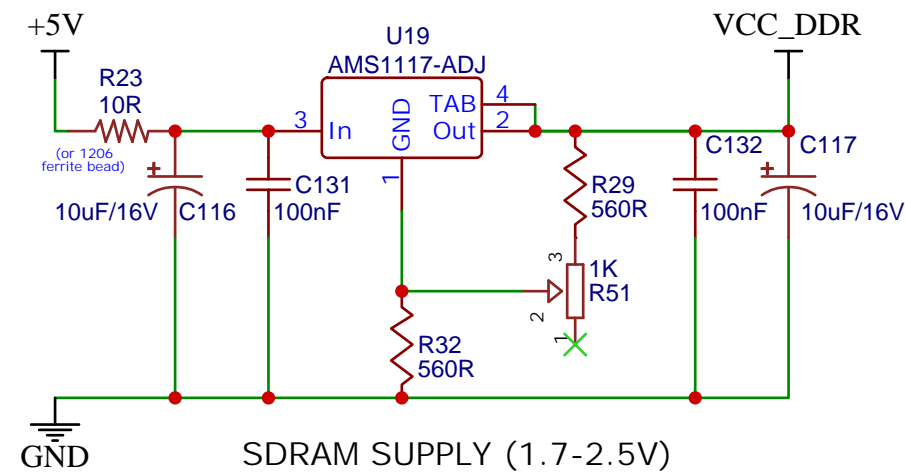 +5V
VCC_DDR
U19
AMS1117-ADJ
R23
10R
(or 1206
ferrite bead)
3
In
GND
TAB
Out
4
2
1
C116
10uF/16V
C131
100nF
R29
560R
C132
100nF
C117
10uF/16V
3
1K
R51
2
1
R32
560R
GND
SDRAM SUPPLY (1.7-2.5V)